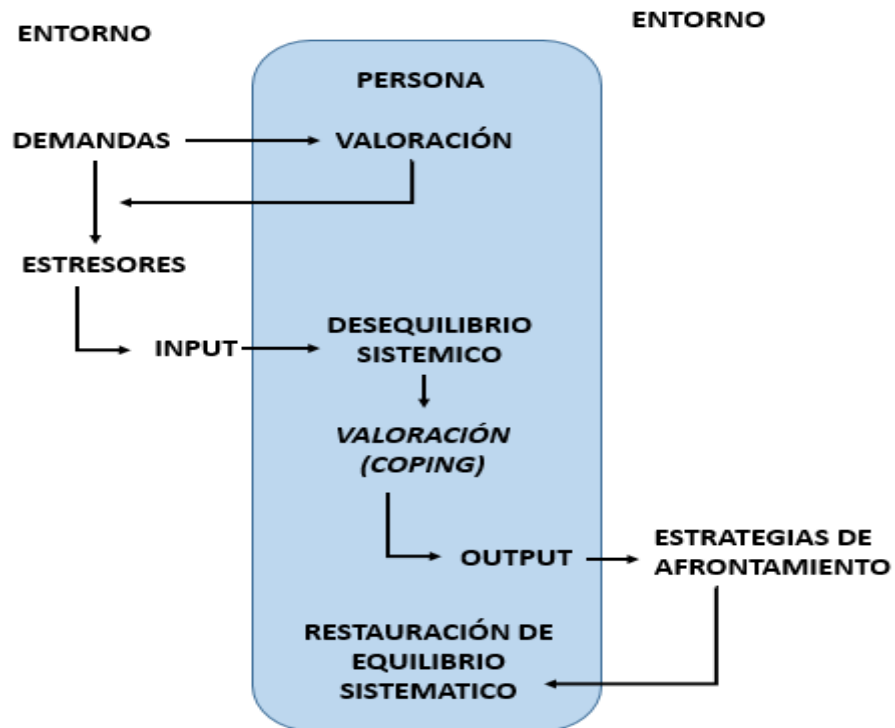 ENTORNO
ENTORNO
PERSONA
DEMANDAS
VALORACIÓN
ESTRESORES
INPUT
DESEQUILIBRIO
SISTEMICO
VALORACIÓN
(COPING)
OUTPUT
ESTRATEGIAS DE
AFRONTAMIENTO
RESTAURACIÓN DE
EQUILIBRIO
SISTEMATICO